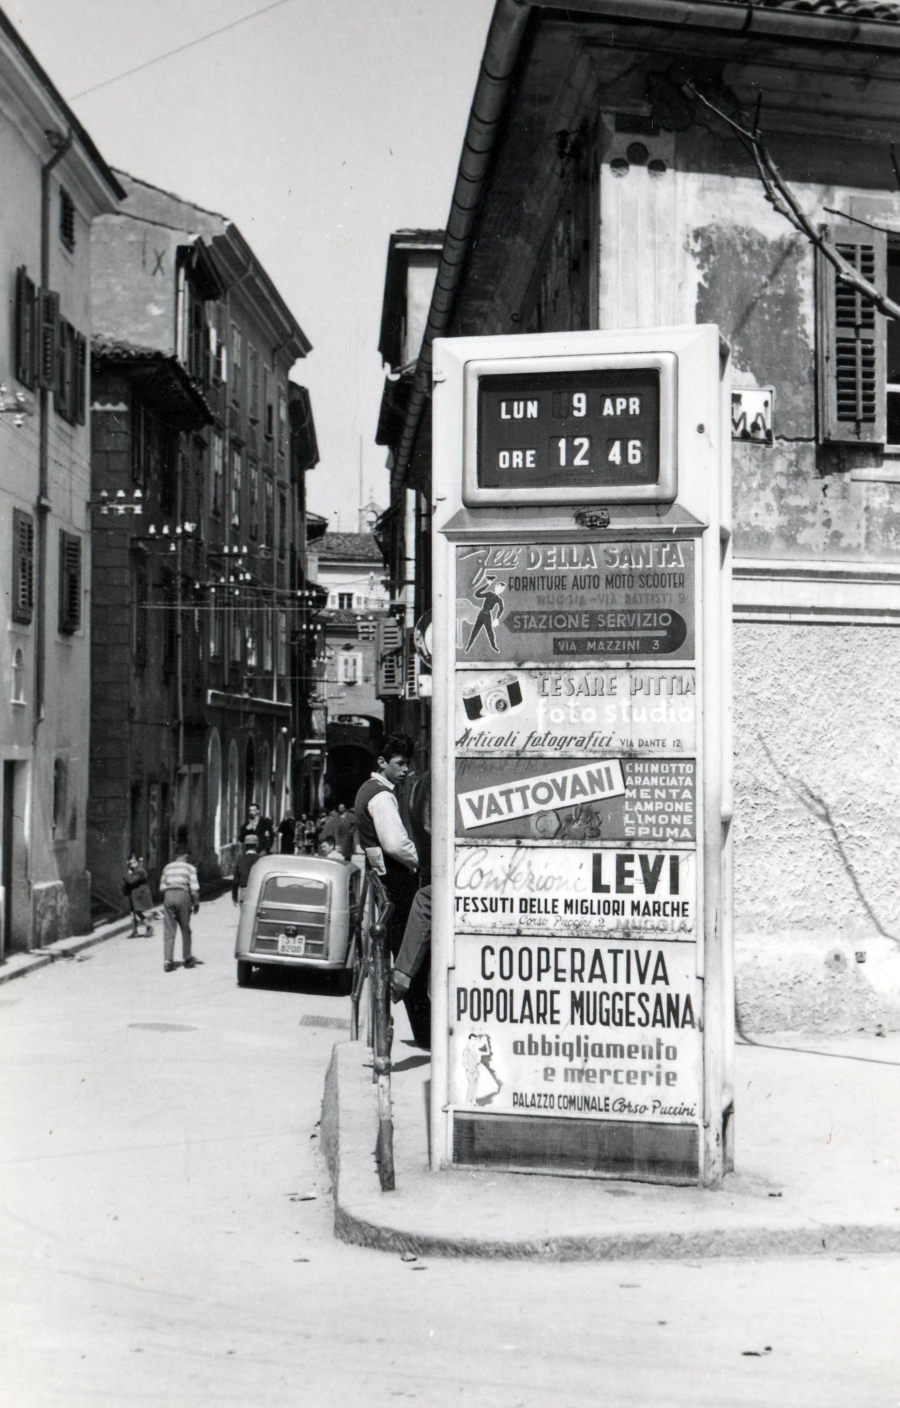 LUN 9 APR
ORE 12 46
F.lli DELLA SANTA
FORNITURE AUTO MOTO SCOOTER
MUGGIA - VIA BATTISTI 9
STAZIONE SERVIZIO
VIA MAZZINI 3
CESARE PITTIA
foto studio
Articoli fotografici VIA DANTE 12
VATTOVANI
CHINOTTO
ARANCIATA
MENTA
LAMPONE
LIMONE
SPUMA
Confezioni LEVI
TESSUTI DELLE MIGLIORI MARCHE
Corso Puccini 2 MUGGIA
COOPERATIVA
POPOLARE MUGGESANA
abbigliamento
e mercerie
PALAZZO COMUNALE Corso Puccini